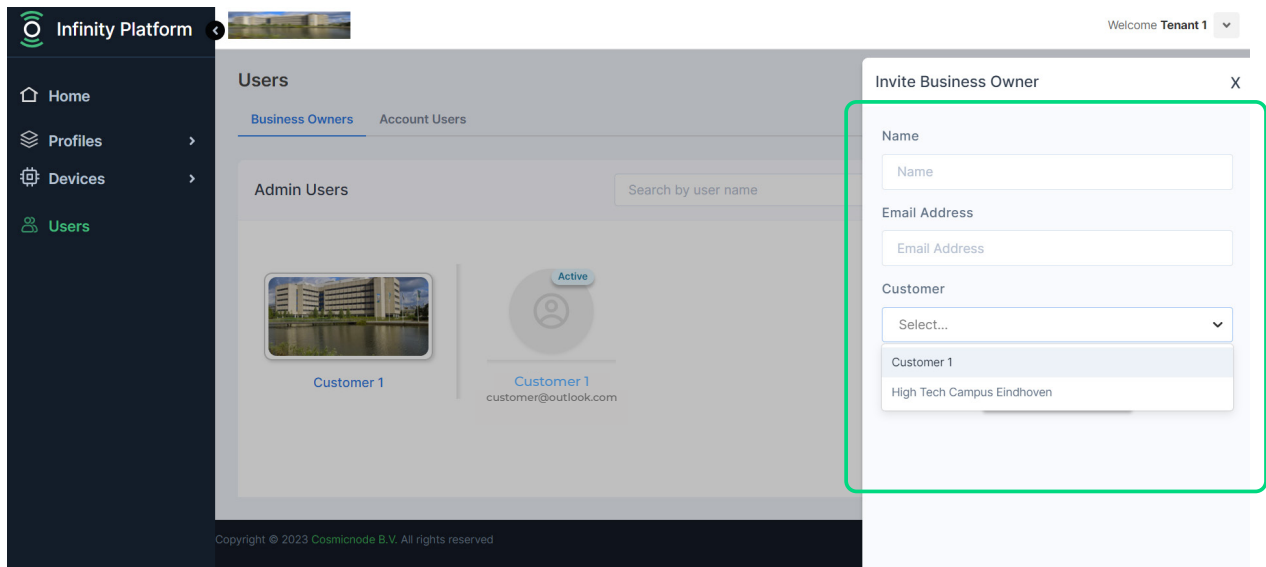 Infinity Platform
Welcome Tenant 1
Home
Profiles
Devices
Users
Users
Business Owners Account Users
Admin Users
Search by user name
Customer 1
Active
Customer 1
customer@outlook.com
Copyright © 2023 Cosmicnode B.V. All rights reserved
Invite Business Owner X
Name
Name
Email Address
Email Address
Customer
Select...
Customer 1
High Tech Campus Eindhoven